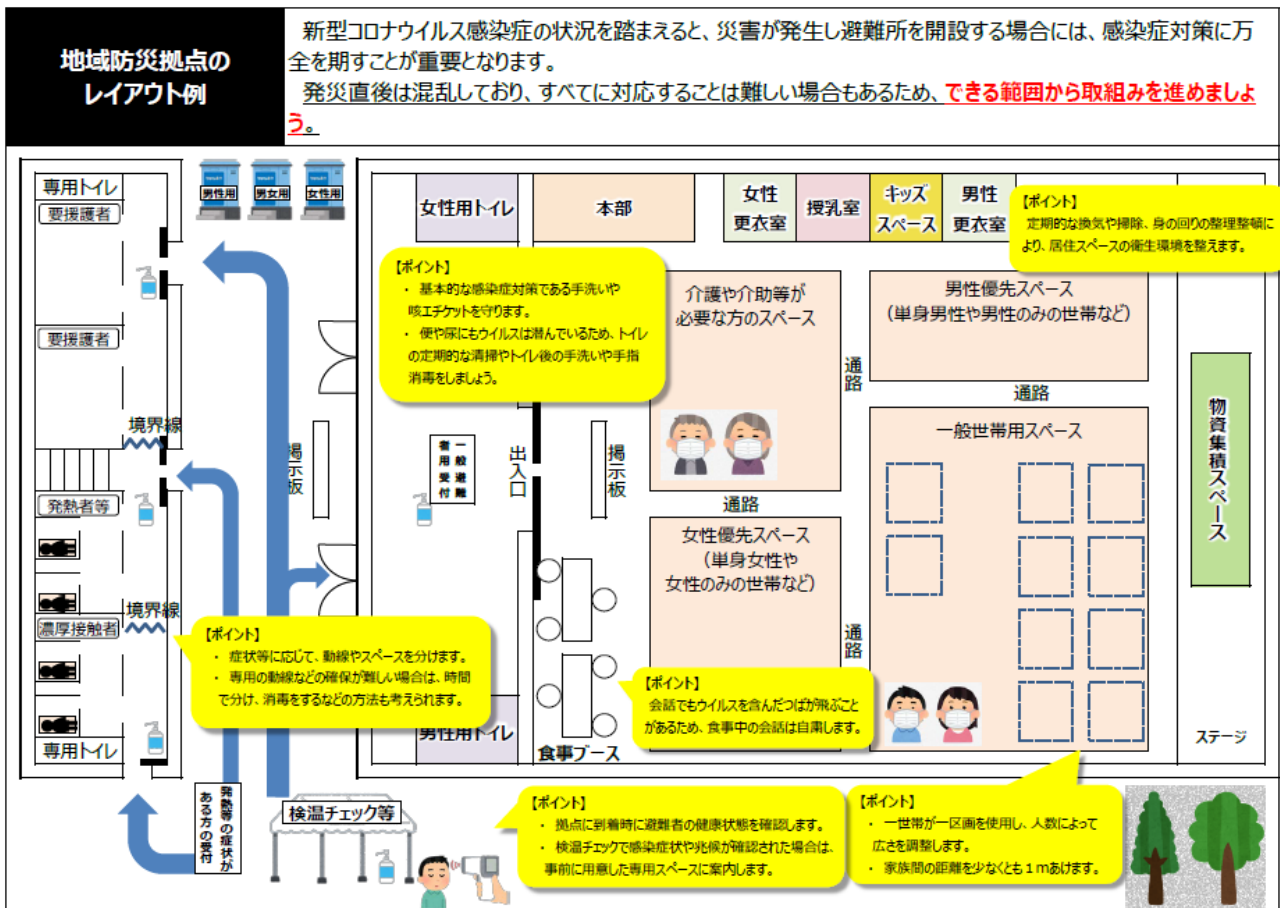 地域防災拠点の
レイアウト例
新型コロナウイルス感染症の状況を踏まえると、災害が発生し避難所を開設する場合には、感染症対策に万
全を期すことが重要となります。
発災直後は混乱しており、すべてに対応することは難しい場合もあるため、できる範囲から取組みを進めましょ
う。
専用トイレ
要援護者
要援護者
境界線
発熱者等
境界線
濃厚接触者
専用トイレ
男性用
男女用
女性用
女性用トイレ
本部
女性
更衣室
授乳室
キッズ
スペース
男性
更衣室
【ポイント】
定期的な換気や掃除、身の回りの整理整頓に
より、居住スペースの衛生環境を整えます。
【ポイント】
・ 基本的な感染症対策である手洗いや
咳エチケットを守ります。
・ 便や尿にもウイルスは潜んでいるため、トイレ
の定期的な清掃やトイレ後の手洗いや手指
消毒をしましょう。
介護や介助等が
必要な方のスペース
通路
男性優先スペース
（単身男性や男性のみの世帯など）
通路
一般世帯用スペース
物資集積スペース
掲示板
一般避難
者用受付
出入口
掲示板
通路
女性優先スペース
（単身女性や
女性のみの世帯など）
通路
【ポイント】
・ 症状等に応じて、動線やスペースを分けます。
・ 専用の動線などの確保が難しい場合は、時間
で分け、消毒をするなどの方法も考えられます。
【ポイント】
会話でもウイルスを含んだつばが飛ぶこと
があるため、食事中の会話は自粛します。
男性用トイレ
食事ブース
ステージ
発熱等の症状が
ある方の受付
検温チェック等
【ポイント】
・ 拠点に到着時に避難者の健康状態を確認します。
・ 検温チェックで感染症状や兆候が確認された場合は、
事前に用意した専用スペースに案内します。
【ポイント】
・ 一世帯が一区画を使用し、人数によって
広さを調整します。
・ 家族間の距離を少なくとも１ｍあけます。